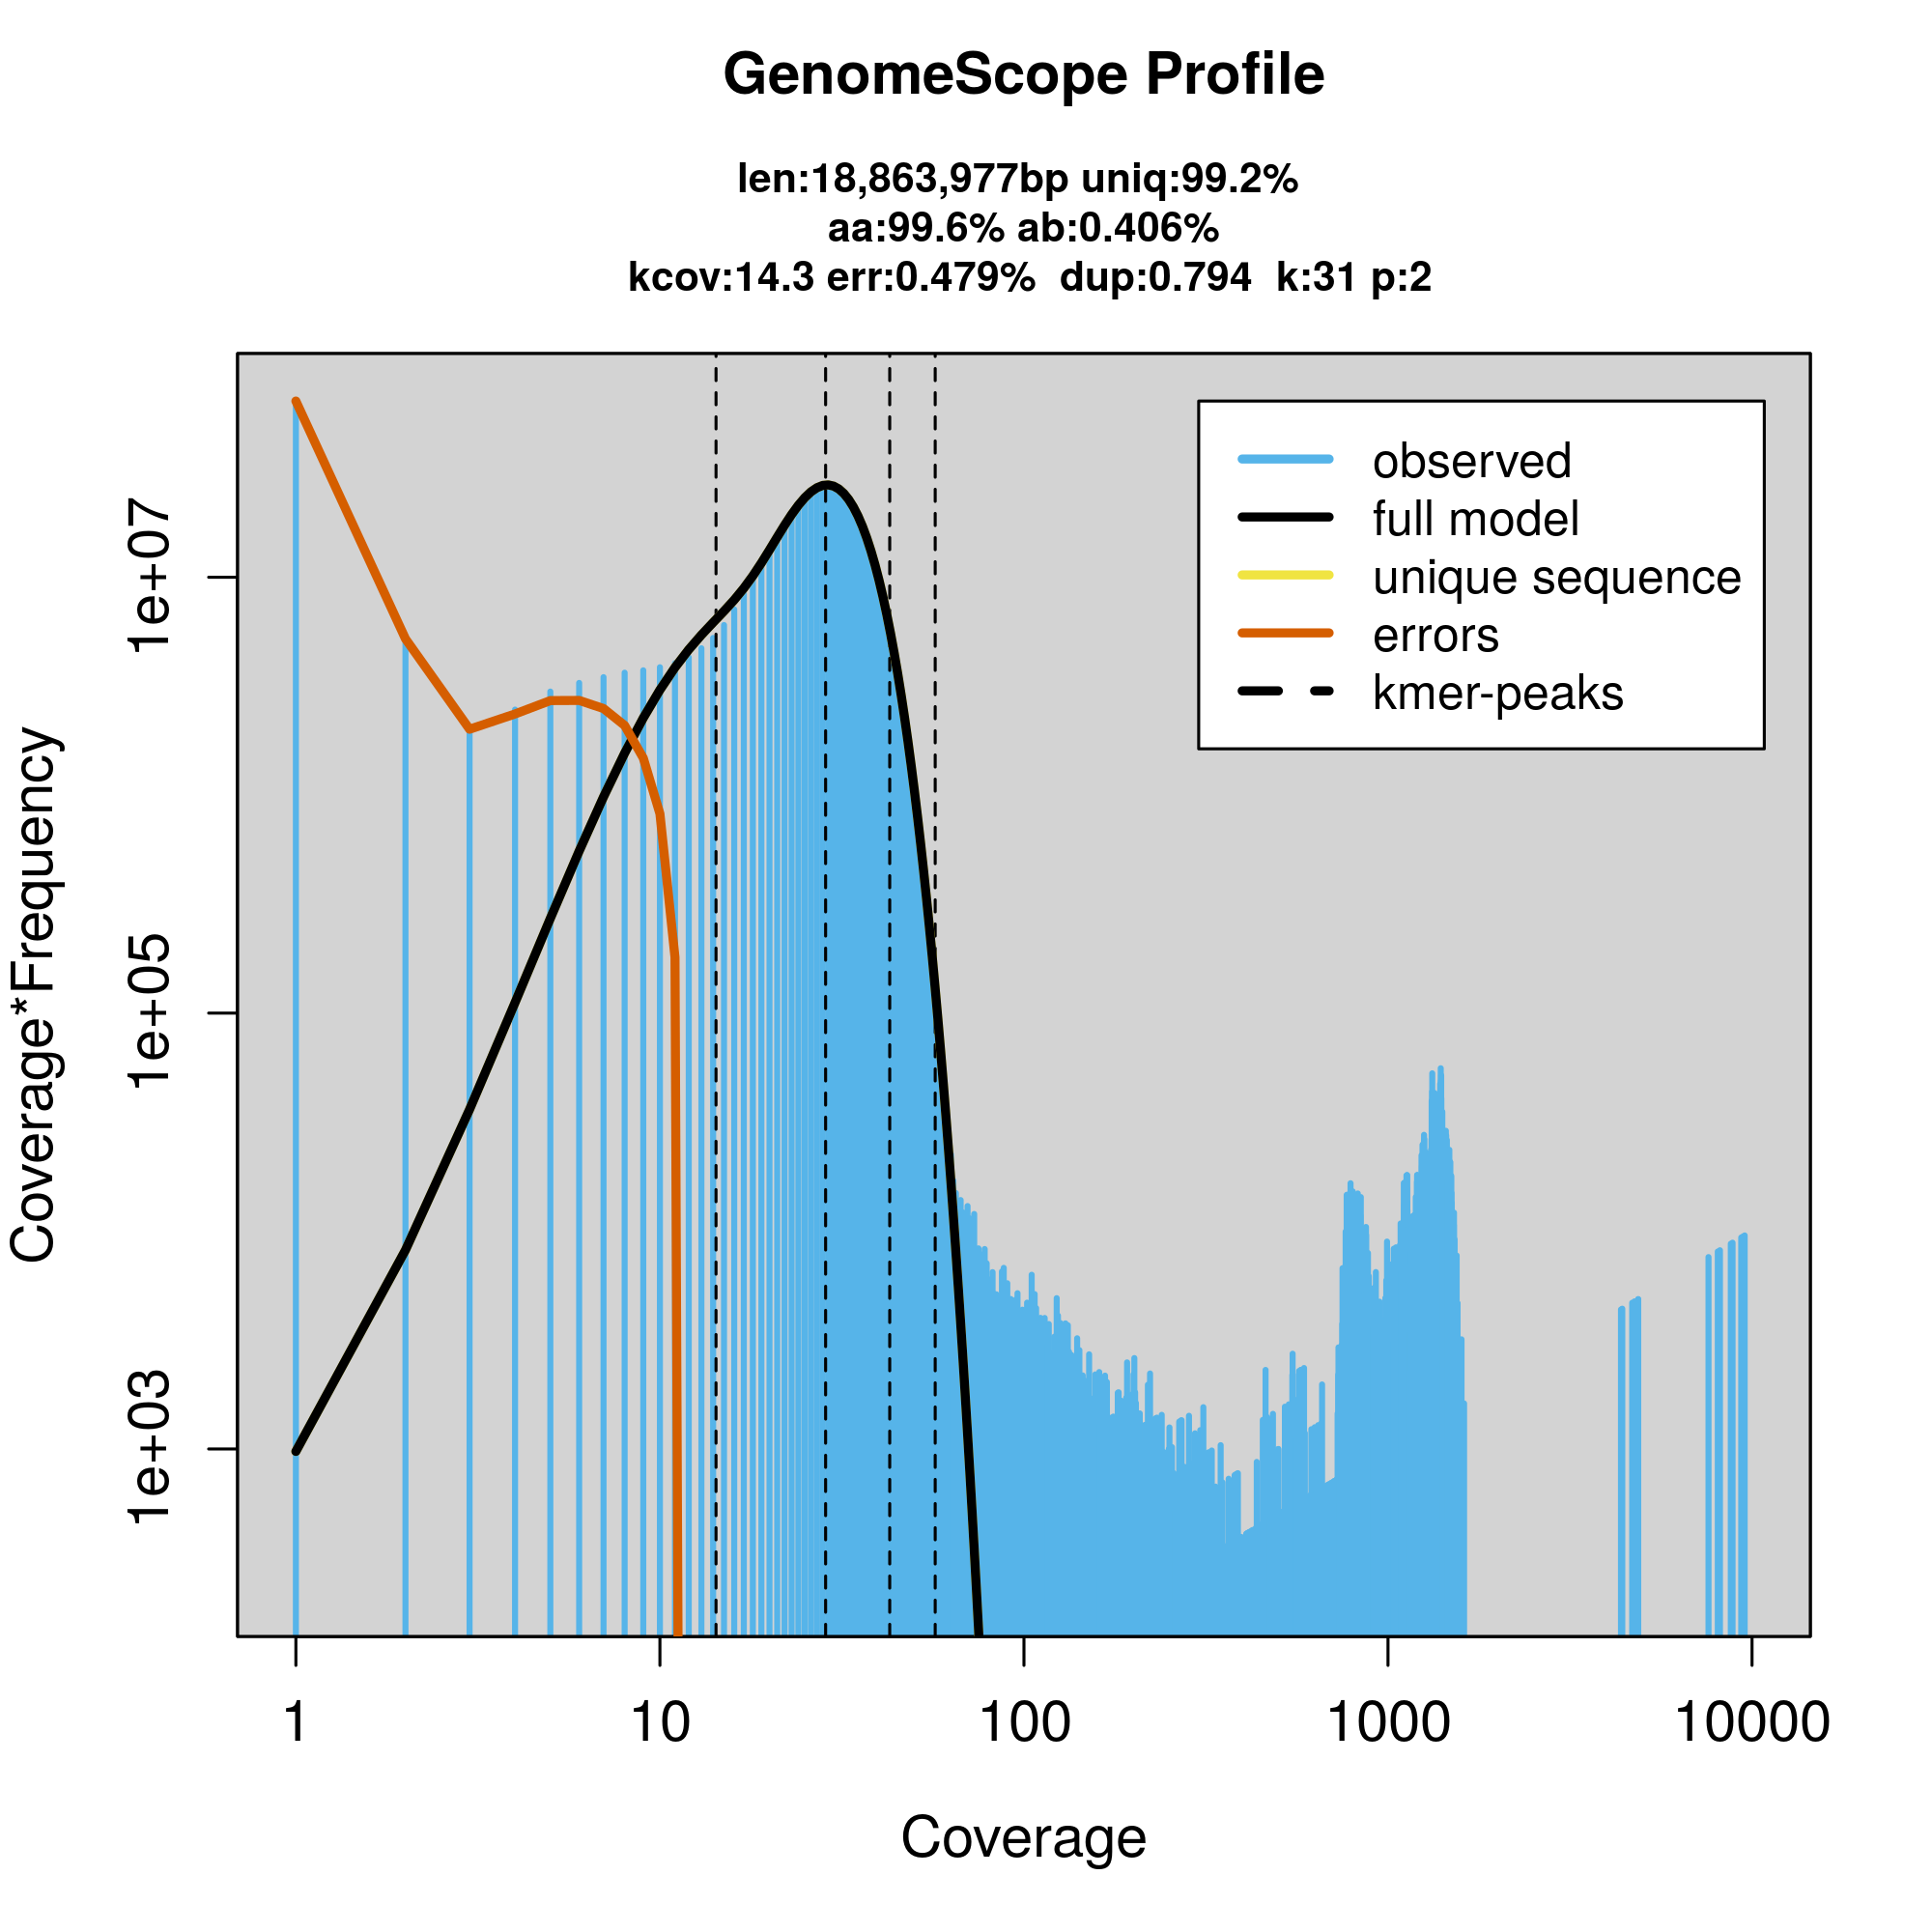 GenomeScope Profile
len:18,863,977bp uniq:99.2%
aa:99.6% ab:0.406%
kcov:14.3 err:0.479%  dup:0.794  k:31 p:2
observed
full model
unique sequence
errors
kmer-peaks
Coverage*Frequency
1e+07
1e+05
1e+03
1
10
100
1000
10000
Coverage